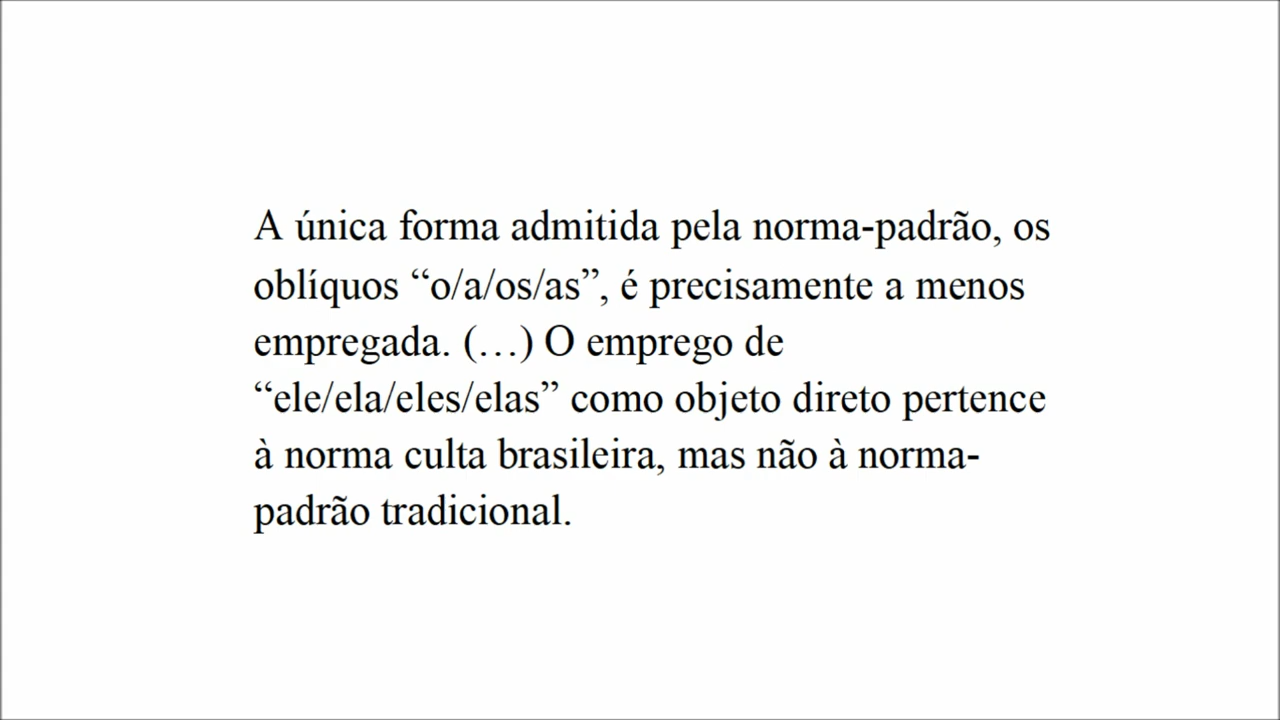 A única forma admitida pela norma-padrão, os
oblíquos “o/a/os/as”, é precisamente a menos
empregada. (…) O emprego de
“ele/ela/eles/elas” como objeto direto pertence
à norma culta brasileira, mas não à norma-
padrão tradicional.